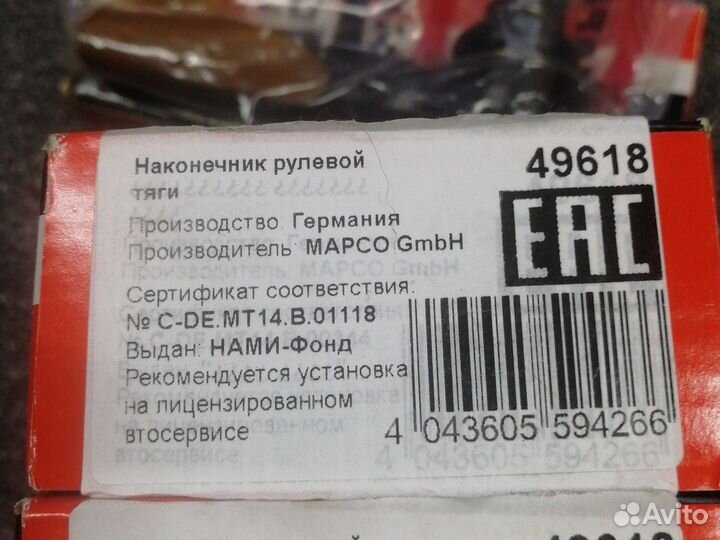 Наконечник рулевой
тяги
49618
Производство: Германия
Производитель: MAPCO GmbH
EAC
Сертификат соответствия:
№ C-DE.MT14.B.01118
Выдан: НАМИ-Фонд
Рекомендуется установка
на лицензированном
втосервисе
4 043605 594266
49618
Avito